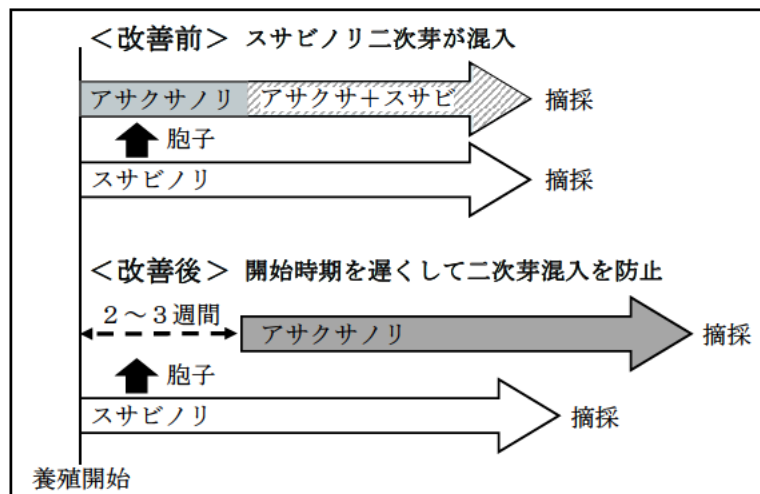 ＜改善前＞ スサビノリ二次芽が混入
アサクサノリ アサクサ＋スサビ 摘採
胞子
スサビノリ 摘採
＜改善後＞ 開始時期を遅くして二次芽混入を防止
２～３週間
アサクサノリ 摘採
胞子
スサビノリ 摘採
養殖開始